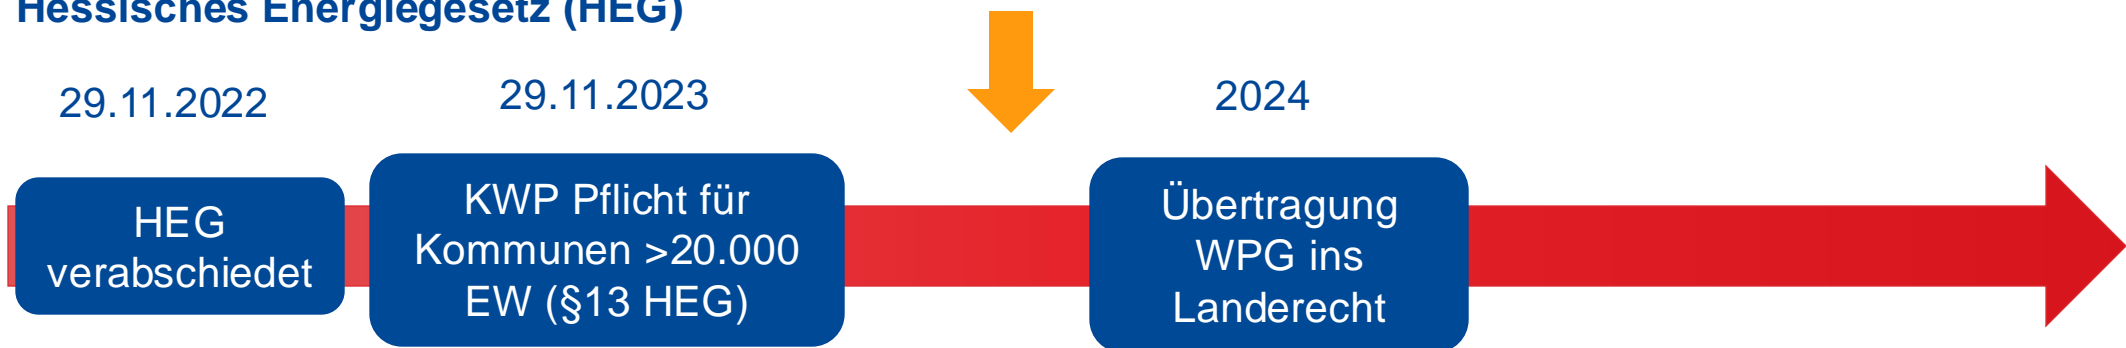 Hessisches Energiegesetz (HEG)
29.11.2022
29.11.2023
2024
HEG
verabschiedet
KWP Pflicht für
Kommunen >20.000
EW (§13 HEG)
Übertragung
WPG ins
Landerecht